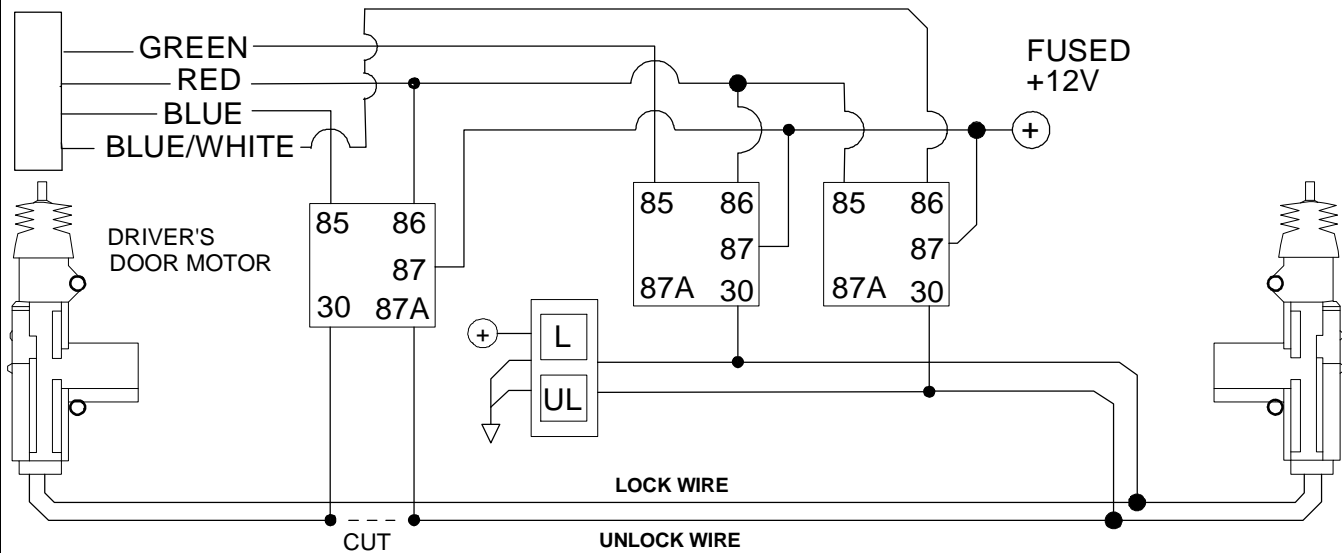 GREEN
RED
BLUE
BLUE/WHITE
FUSED
+12V
+
DRIVER'S
DOOR MOTOR
85 86
87
30 87A
85 86
87
87A 30
85 86
87
87A 30
+
L
UL
LOCK WIRE
CUT
UNLOCK WIRE